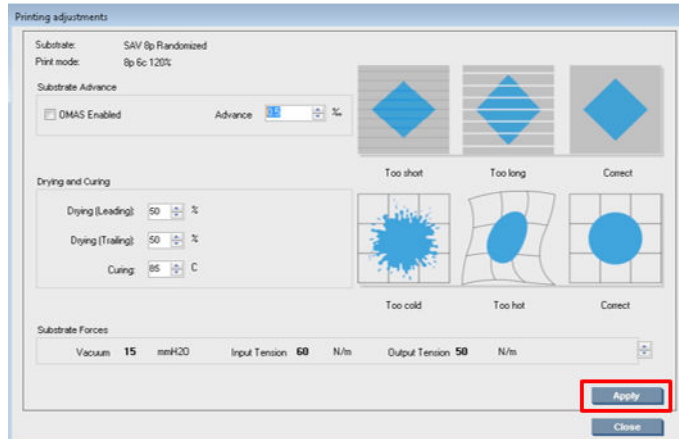 Printing adjustments
Substrate: SAV 8p Randomized
Print mode: 8p 6c 120%
Substrate Advance
OMAS Enabled Advance 0.5 ‰
Too short Too long Correct
Drying and Curing
Drying (Leading): 50 %
Drying (Trailing): 50 %
Curing: 85 C
Too cold Too hot Correct
Substrate Forces
Vacuum 15 mmH2O Input Tension 60 N/m Output Tension 50 N/m
Apply
Close